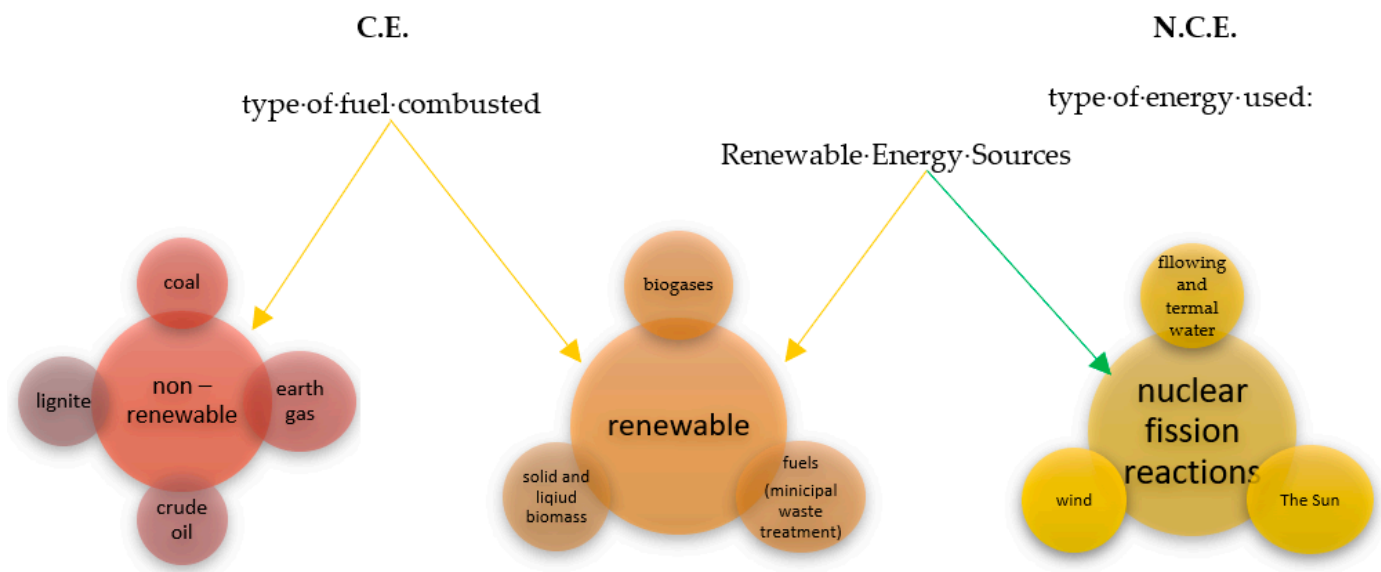 C.E.
N.C.E.
type·of·fuel·combusted
type·of·energy·used:
Renewable·Energy·Sources
coal
non –
renewable
lignite
earth
gas
crude
oil
biogases
renewable
solid and
liqiud
biomass
fuels
(minicipal
waste
treatment)
fllowing
and
termal
water
nuclear
fission
reactions
wind
The Sun